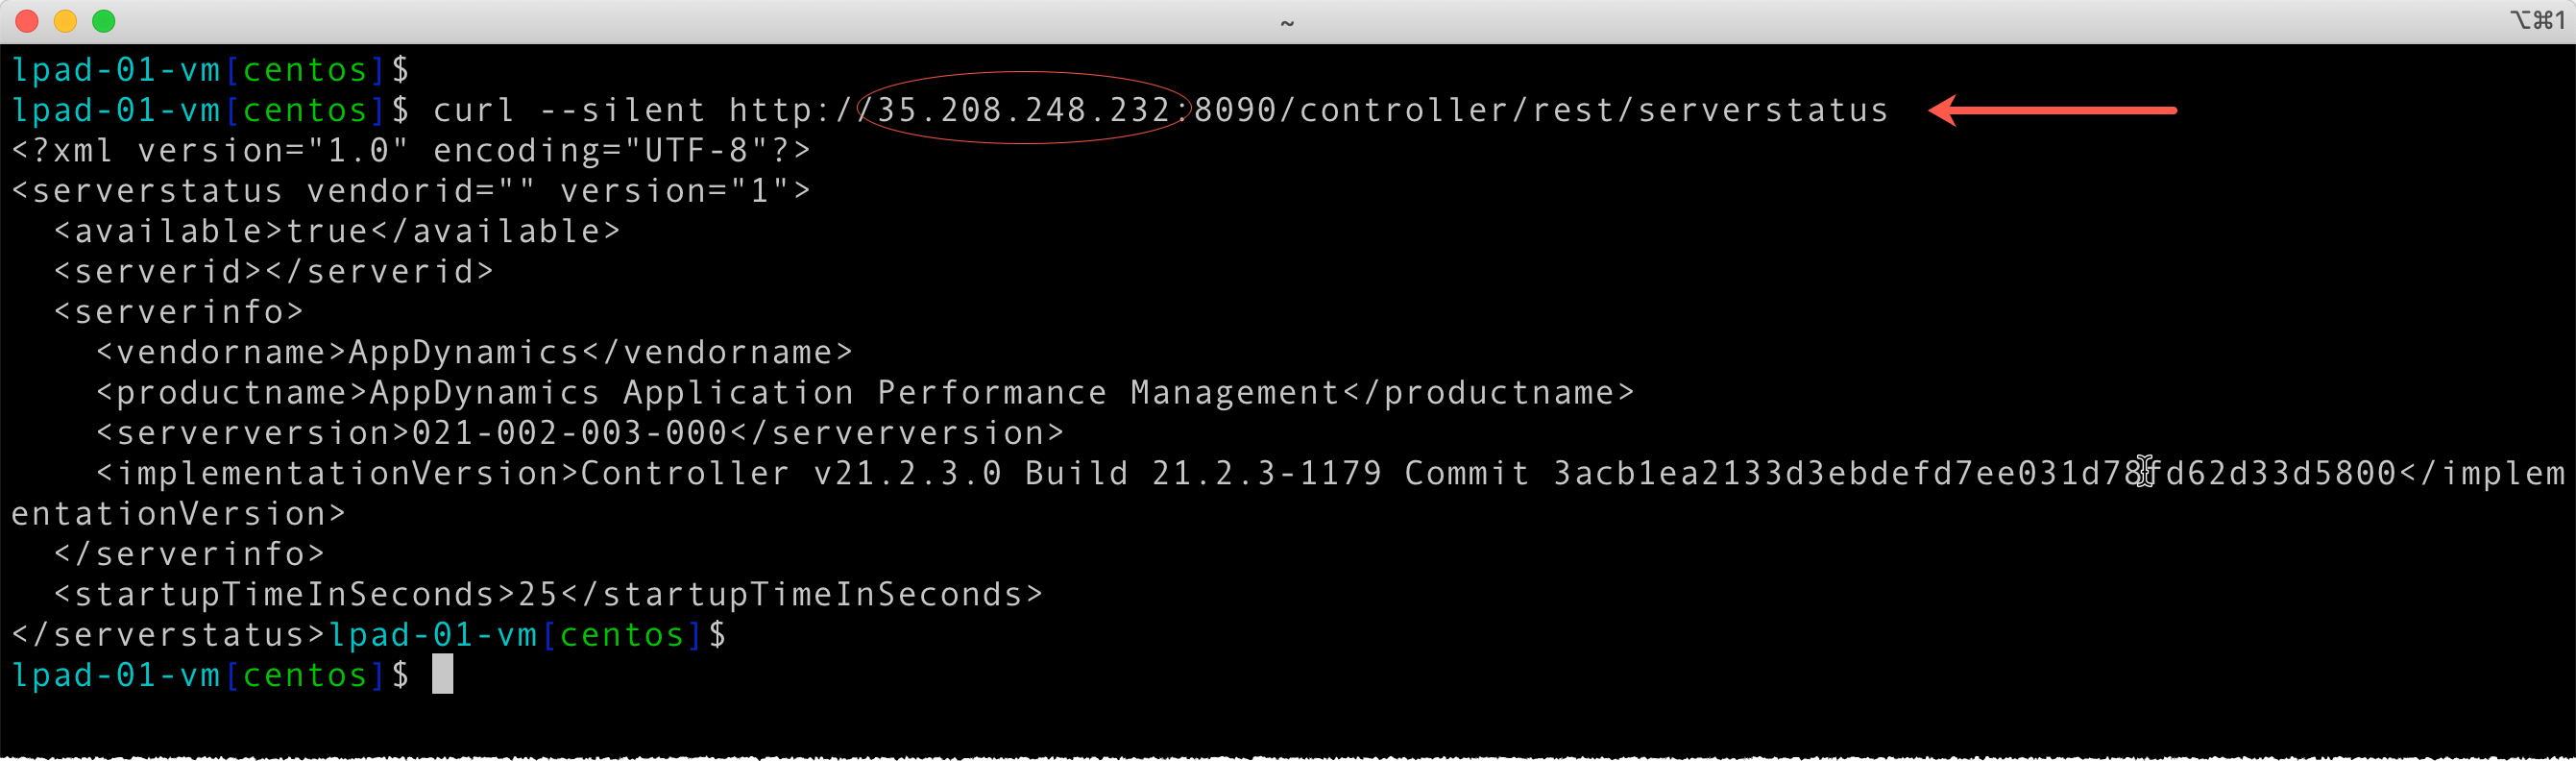 ~ ⌥⌘1
lpad-01-vm[centos]$
lpad-01-vm[centos]$ curl --silent http://35.208.248.232:8090/controller/rest/serverstatus
<?xml version="1.0" encoding="UTF-8"?>
<serverstatus vendorid="" version="1">
  <available>true</available>
  <serverid></serverid>
  <serverinfo>
    <vendorname>AppDynamics</vendorname>
    <productname>AppDynamics Application Performance Management</productname>
    <serverversion>021-002-003-000</serverversion>
    <implementationVersion>Controller v21.2.3.0 Build 21.2.3-1179 Commit 3acb1ea2133d3ebdefd7ee031d78fd62d33d5800</implem
entationVersion>
  </serverinfo>
  <startupTimeInSeconds>25</startupTimeInSeconds>
</serverstatus>lpad-01-vm[centos]$
lpad-01-vm[centos]$